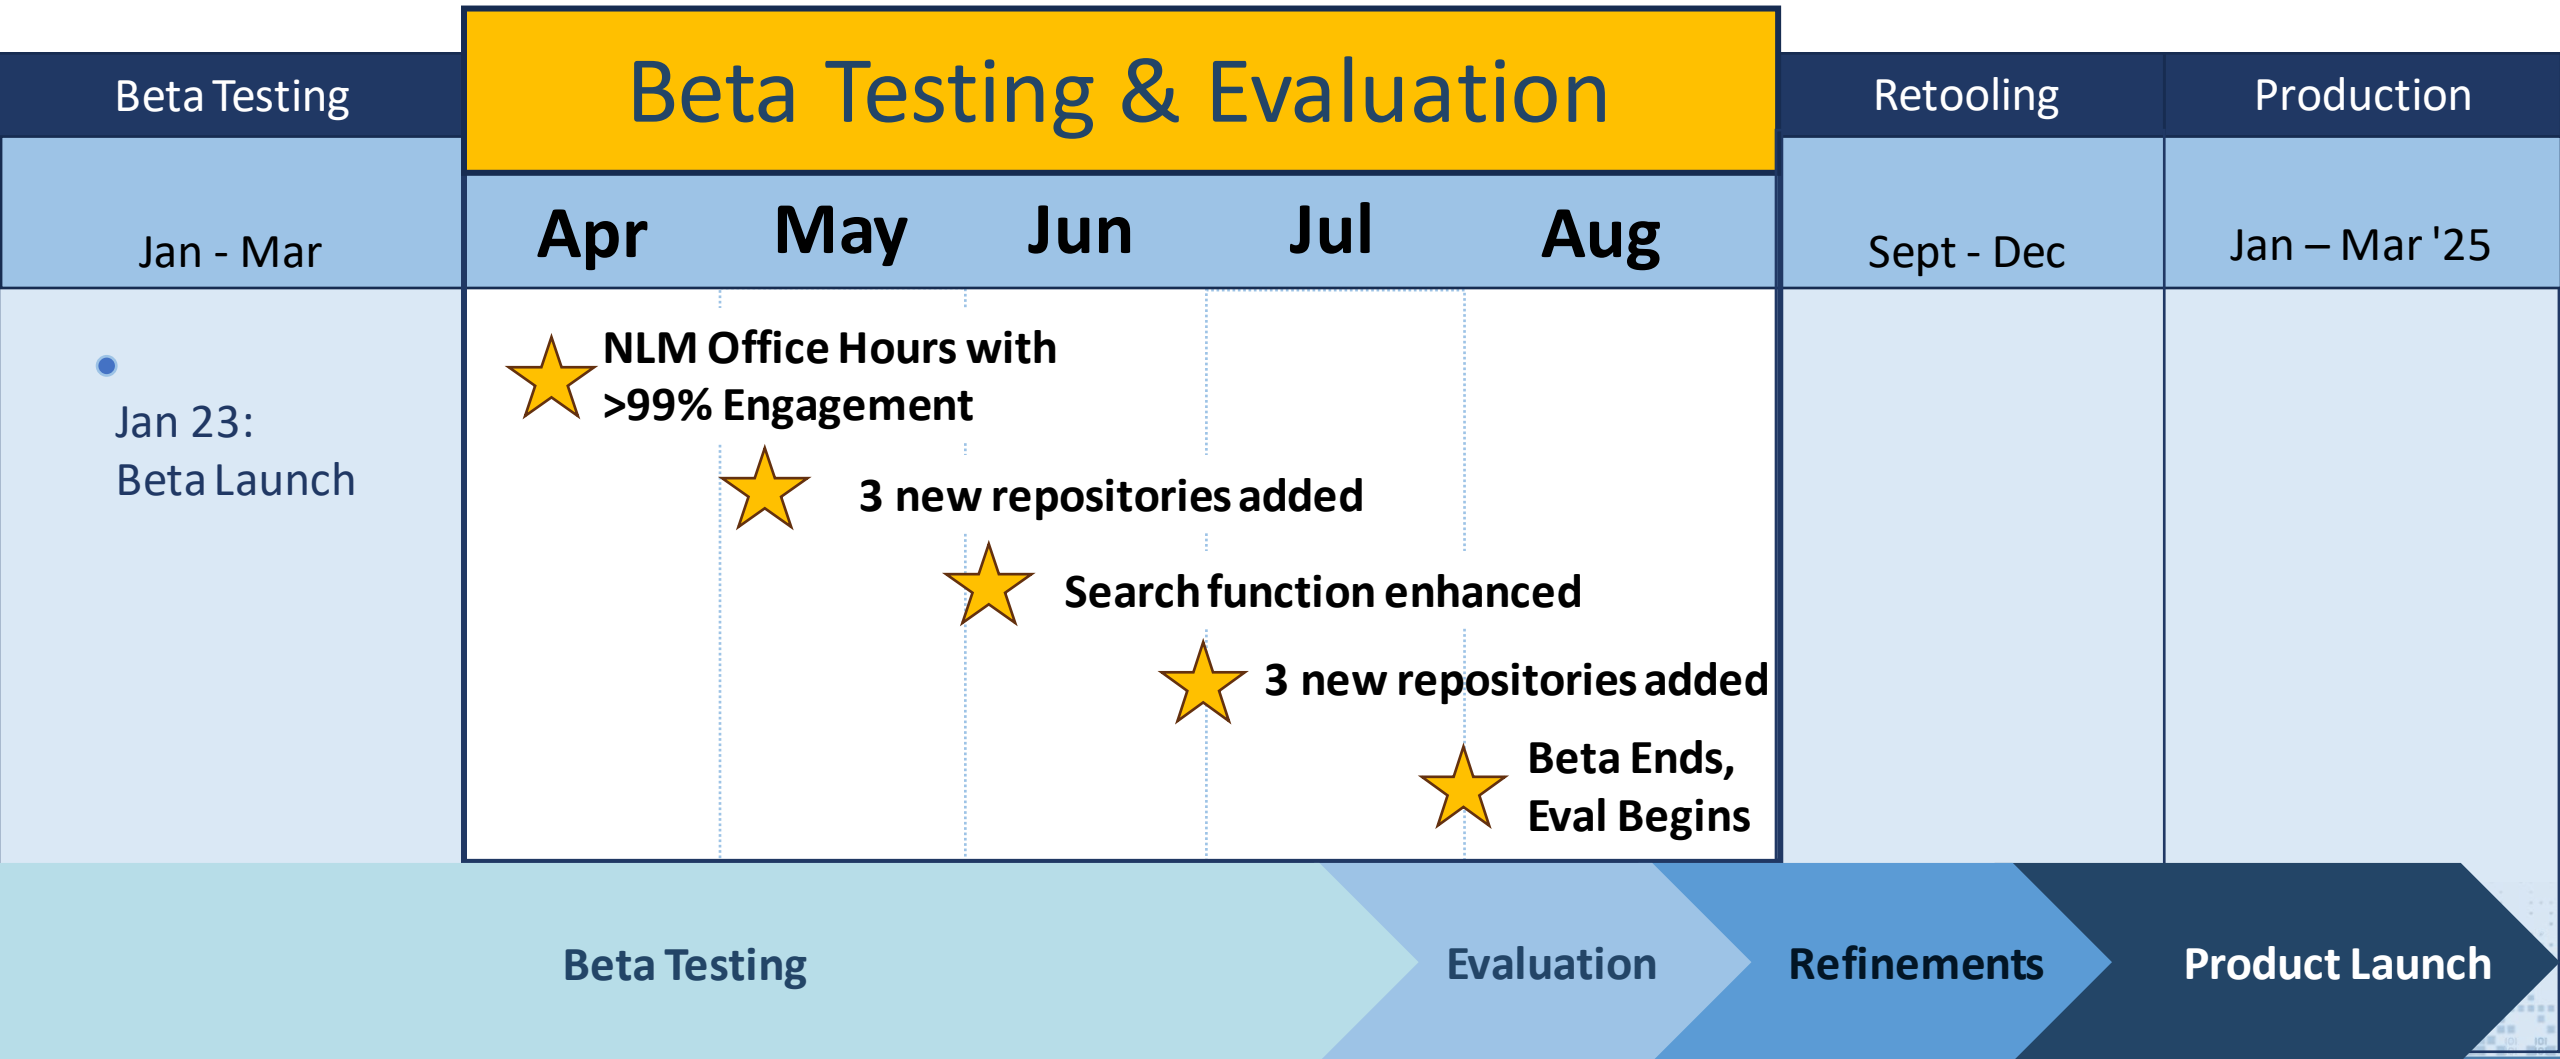 Beta Testing
Beta Testing & Evaluation
Retooling
Production
Jan - Mar
Apr
May
Jun
Jul
Aug
Sept - Dec
Jan – Mar '25
Jan 23:
Beta Launch
NLM Office Hours with
>99% Engagement
3 new repositories added
Search function enhanced
3 new repositories added
Beta Ends,
Eval Begins
Beta Testing
Evaluation
Refinements
Product Launch